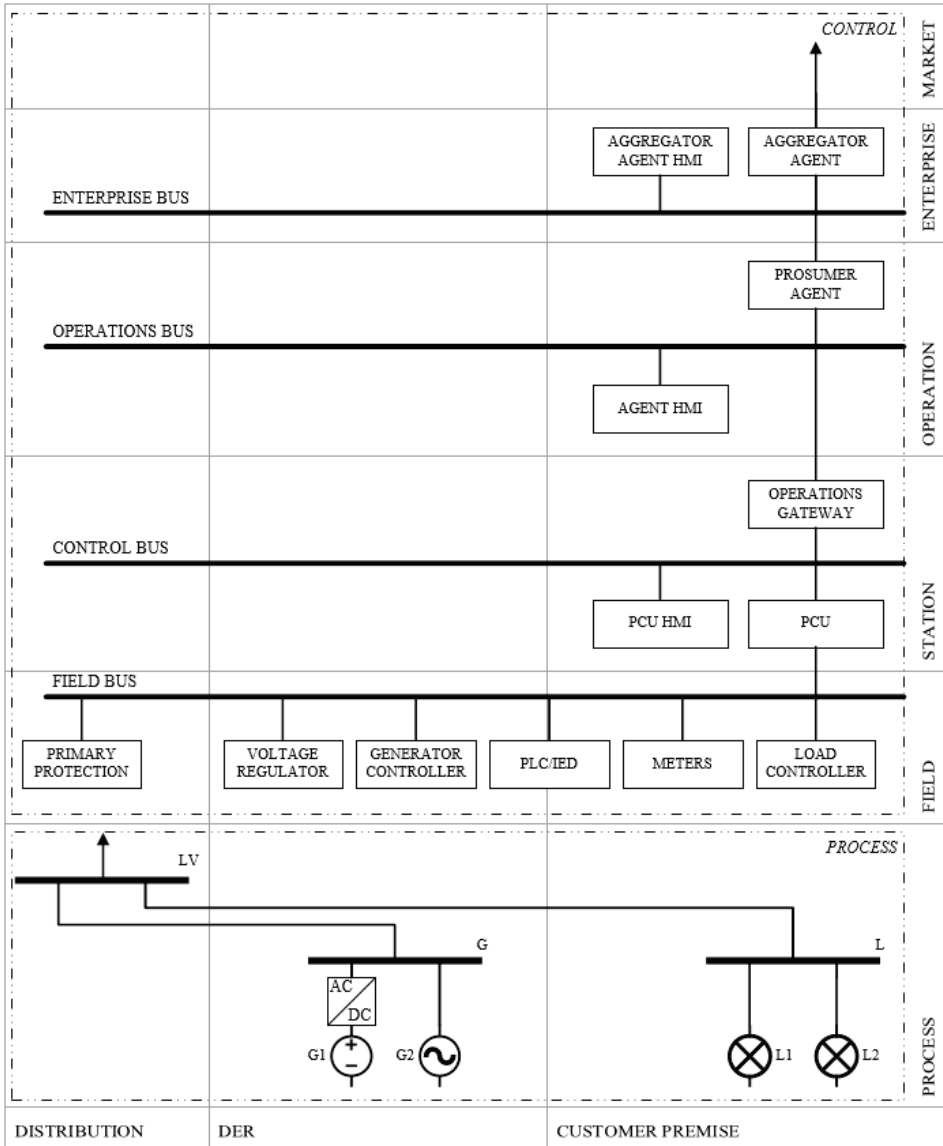 CONTROL
MARKET
AGGREGATOR
AGENT HMI
AGGREGATOR
AGENT
ENTERPRISE
ENTERPRISE BUS
PROSUMER
AGENT
OPERATIONS BUS
AGENT HMI
OPERATION
OPERATIONS
GATEWAY
CONTROL BUS
PCU HMI
PCU
STATION
FIELD BUS
PRIMARY
PROTECTION
VOLTAGE
REGULATOR
GENERATOR
CONTROLLER
PLC/IED
METERS
LOAD
CONTROLLER
FIELD
PROCESS
LV
G
L
AC
DC
G1
G2
L1
L2
PROCESS
DISTRIBUTION
DER
CUSTOMER PREMISE